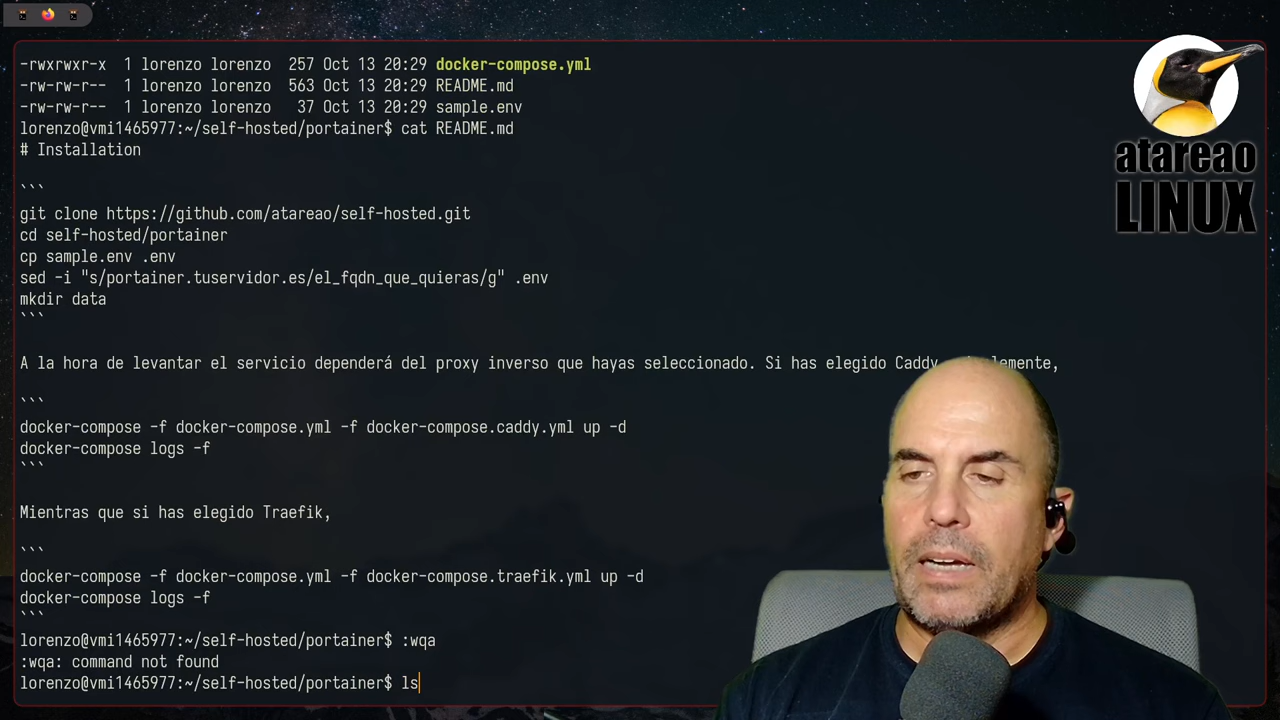 -rwxrwxr-x  1 lorenzo lorenzo  257 Oct 13 20:29 docker-compose.yml
-rw-rw-r--  1 lorenzo lorenzo  563 Oct 13 20:29 README.md
-rw-rw-r--  1 lorenzo lorenzo   37 Oct 13 20:29 sample.env
lorenzo@vmi1465977:~/self-hosted/portainer$ cat README.md
# Installation
```
git clone https://github.com/atareao/self-hosted.git
cd self-hosted/portainer
cp sample.env .env
sed -i "s/portainer.tuservidor.es/el_fqdn_que_quieras/g" .env
mkdir data
```
A la hora de levantar el servicio dependerá del proxy inverso que hayas seleccionado. Si has elegido Caddy
```
docker-compose -f docker-compose.yml -f docker-compose.caddy.yml up -d
docker-compose logs -f
```
Mientras que si has elegido Traefik,
```
docker-compose -f docker-compose.yml -f docker-compose.traefik.yml up -d
docker-compose logs -f
```
lorenzo@vmi1465977:~/self-hosted/portainer$ :wqa
:wqa: command not found
lorenzo@vmi1465977:~/self-hosted/portainer$ ls
atareao
LINUX